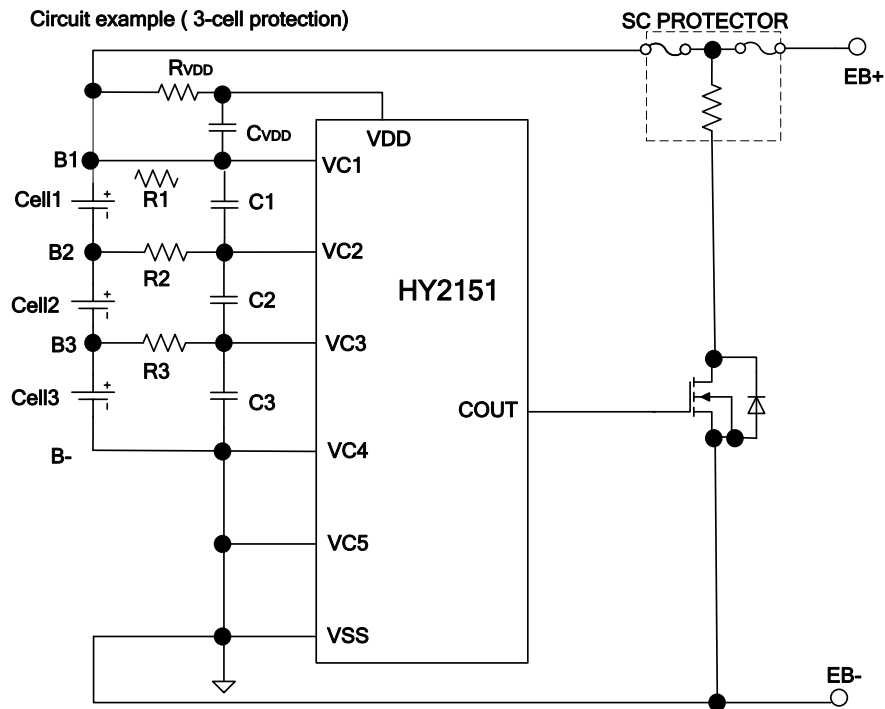 Circuit example ( 3-cell protection)
SC PROTECTOR
EB+
RVDD
CVDD
VDD
B1
VC1
Cell1
R1
C1
B2
VC2
R2
HY2151
Cell2
C2
B3
VC3
R3
Cell3
C3
COUT
B-
VC4
VC5
VSS
EB-